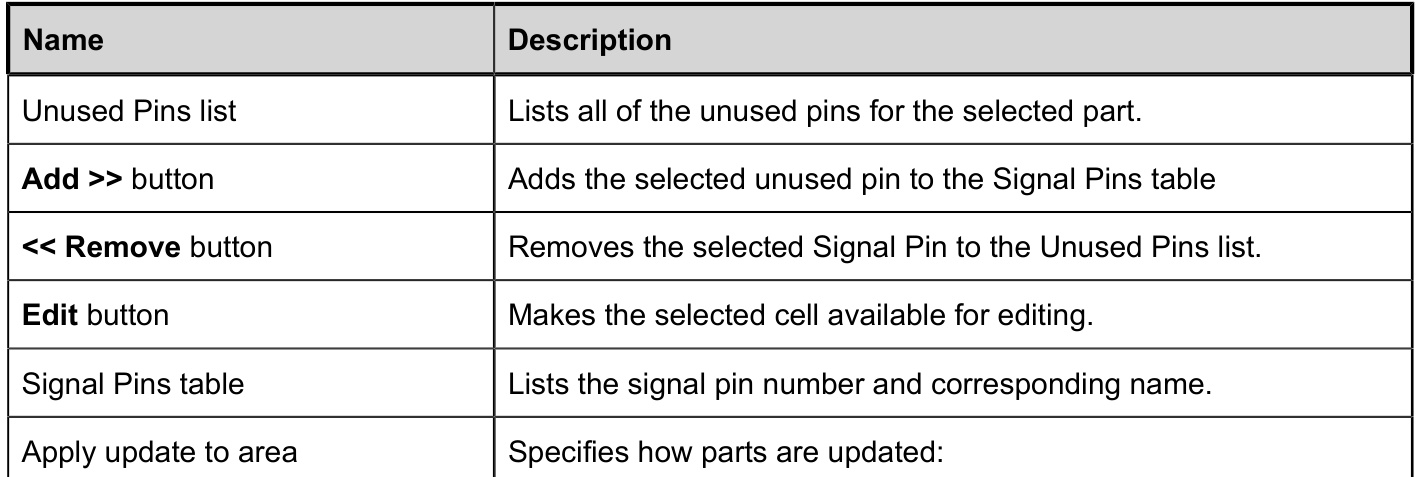 Name Description
Unused Pins list Lists all of the unused pins for the selected part.
Add >> button Adds the selected unused pin to the Signal Pins table
<< Remove button Removes the selected Signal Pin to the Unused Pins list.
Edit button Makes the selected cell available for editing.
Signal Pins table Lists the signal pin number and corresponding name.
Apply update to area Specifies how parts are updated: